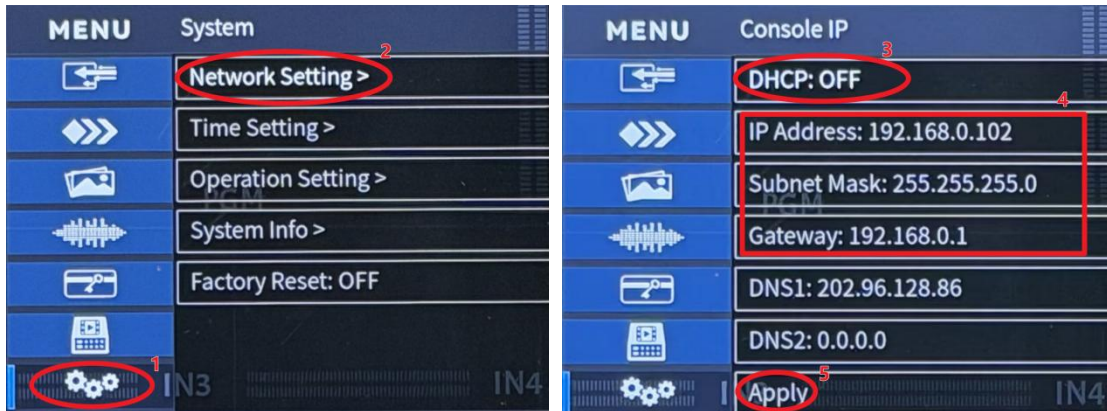 MENU
System
2
Network Setting >
Time Setting >
Operation Setting >
PGM
System Info >
Factory Reset: OFF
1
IN3
IN4
MENU
Console IP
3
DHCP: OFF
4
IP Address: 192.168.0.102
Subnet Mask: 255.255.255.0
PGM
Gateway: 192.168.0.1
DNS1: 202.96.128.86
DNS2: 0.0.0.0
5
Apply
IN4